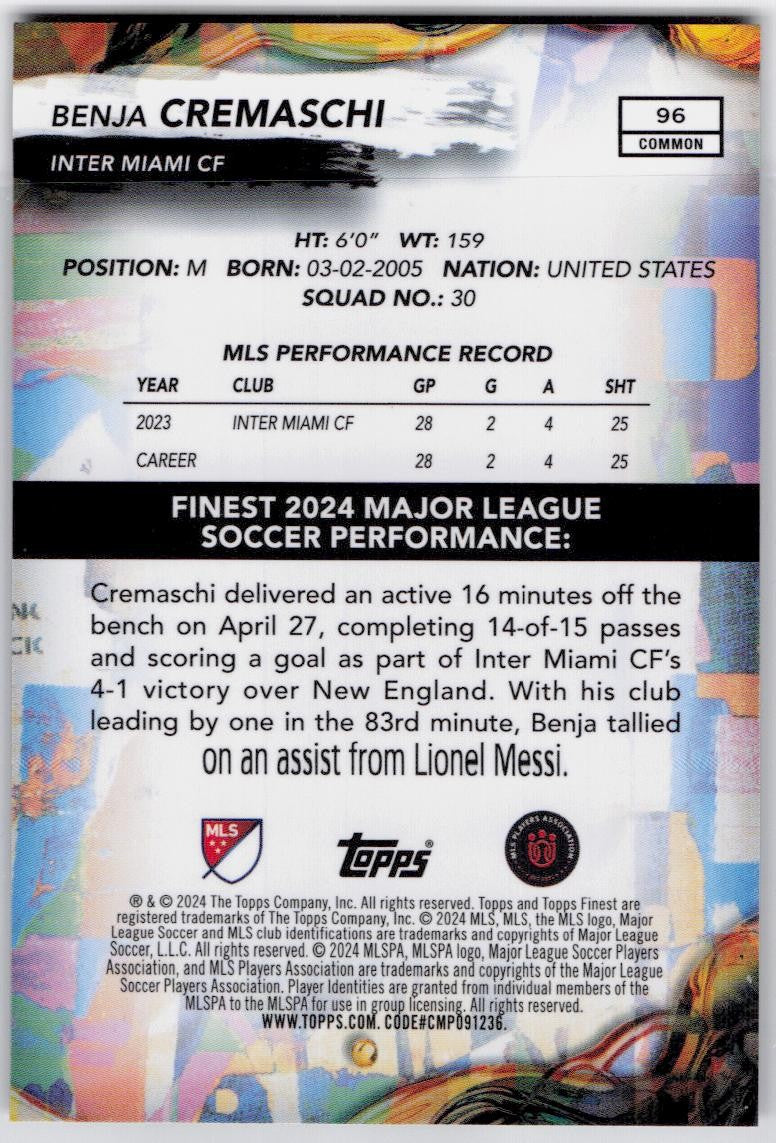 BENJA CREMASCHI
96
COMMON
INTER MIAMI CF
HT: 6'0" WT: 159
POSITION: M BORN: 03-02-2005 NATION: UNITED STATES
SQUAD NO.: 30
MLS PERFORMANCE RECORD
YEAR CLUB GP G A SHT
2023 INTER MIAMI CF 28 2 4 25
CAREER 28 2 4 25
FINEST 2024 MAJOR LEAGUE
SOCCER PERFORMANCE:
Cremaschi delivered an active 16 minutes off the
bench on April 27, completing 14-of-15 passes
and scoring a goal as part of Inter Miami CF's
4-1 victory over New England. With his club
leading by one in the 83rd minute, Benja tallied
on an assist from Lionel Messi.
MLS
Topps®
MLS PLAYERS ASSOCIATION
® & © 2024 The Topps Company, Inc. All rights reserved. Topps and Topps Finest are
registered trademarks of The Topps Company, Inc. © 2024 MLS, MLS, the MLS logo, Major
League Soccer and MLS club identifications are trademarks and copyrights of Major League
Soccer, L.L.C. All rights reserved. © 2024 MLSPA, MLSPA logo, Major League Soccer Players
Association, and MLS Players Association are trademarks and copyrights of the Major League
Soccer Players Association. Player Identities are granted from individual members of the
MLSPA to the MLSPA for use in group licensing. All rights reserved.
WWW.TOPPS.COM. CODE#CMP091236.